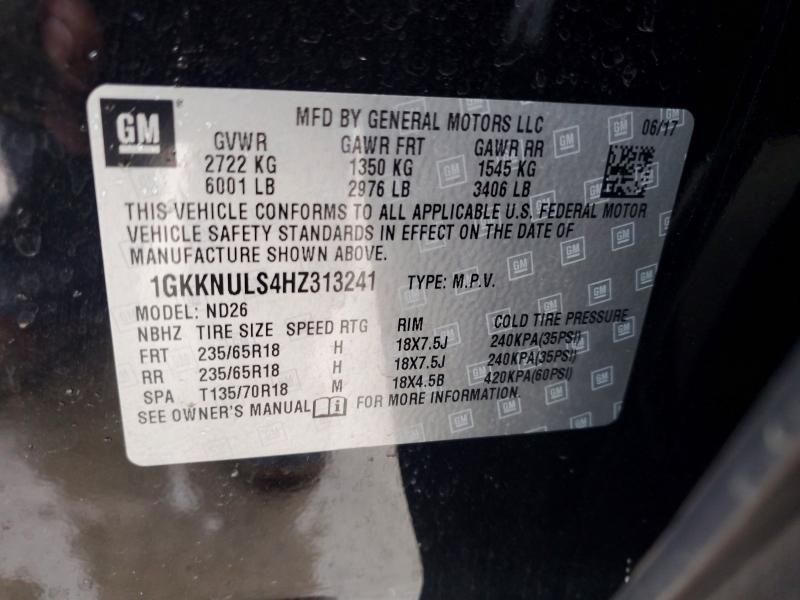 GM
MFD BY GENERAL MOTORS LLC 06/17
GVWR GAWR FRT GAWR RR
2722 KG 1350 KG 1545 KG
6001 LB 2976 LB 3406 LB
THIS VEHICLE CONFORMS TO ALL APPLICABLE U.S. FEDERAL MOTOR
VEHICLE SAFETY STANDARDS IN EFFECT ON THE DATE OF
MANUFACTURE SHOWN ABOVE.
1GKKNULS4HZ313241 TYPE: M.P.V.
MODEL: ND26
NBHZ TIRE SIZE SPEED RTG RIM COLD TIRE PRESSURE
FRT 235/65R18 H 18X7.5J 240KPA(35PSI)
RR 235/65R18 H 18X7.5J 240KPA(35PSI)
SPA T135/70R18 M 18X4.5B 420KPA(60PSI)
SEE OWNER'S MANUAL FOR MORE INFORMATION.